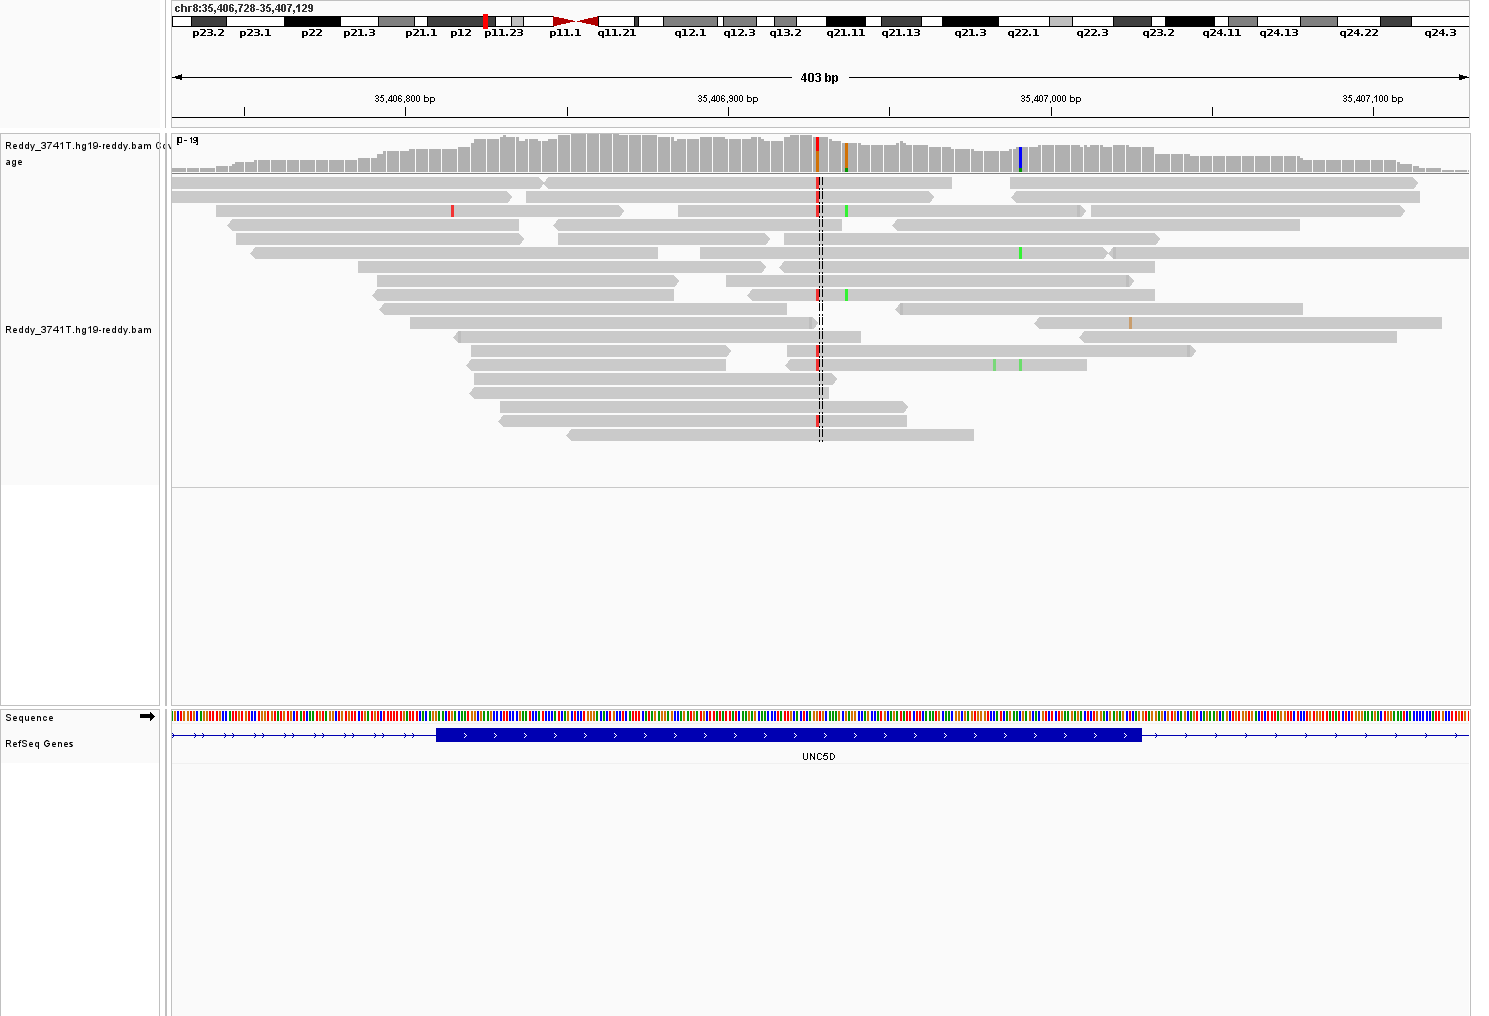 chr8:35,406,728-35,407,129
p23.2 p23.1 p22 p21.3 p21.1 p12 p11.23 p11.1 q11.21 q12.1 q12.3 q13.2 q21.11 q21.13 q21.3 q22.1 q22.3 q23.2 q24.11 q24.13 q24.22 q24.3
403 bp
35,406,800 bp 35,406,900 bp 35,407,000 bp 35,407,100 bp
[0 - 19]
Reddy_3741T.hg19-reddy.bam Cov
age
Reddy_3741T.hg19-reddy.bam
Sequence
RefSeq Genes
UNC5D